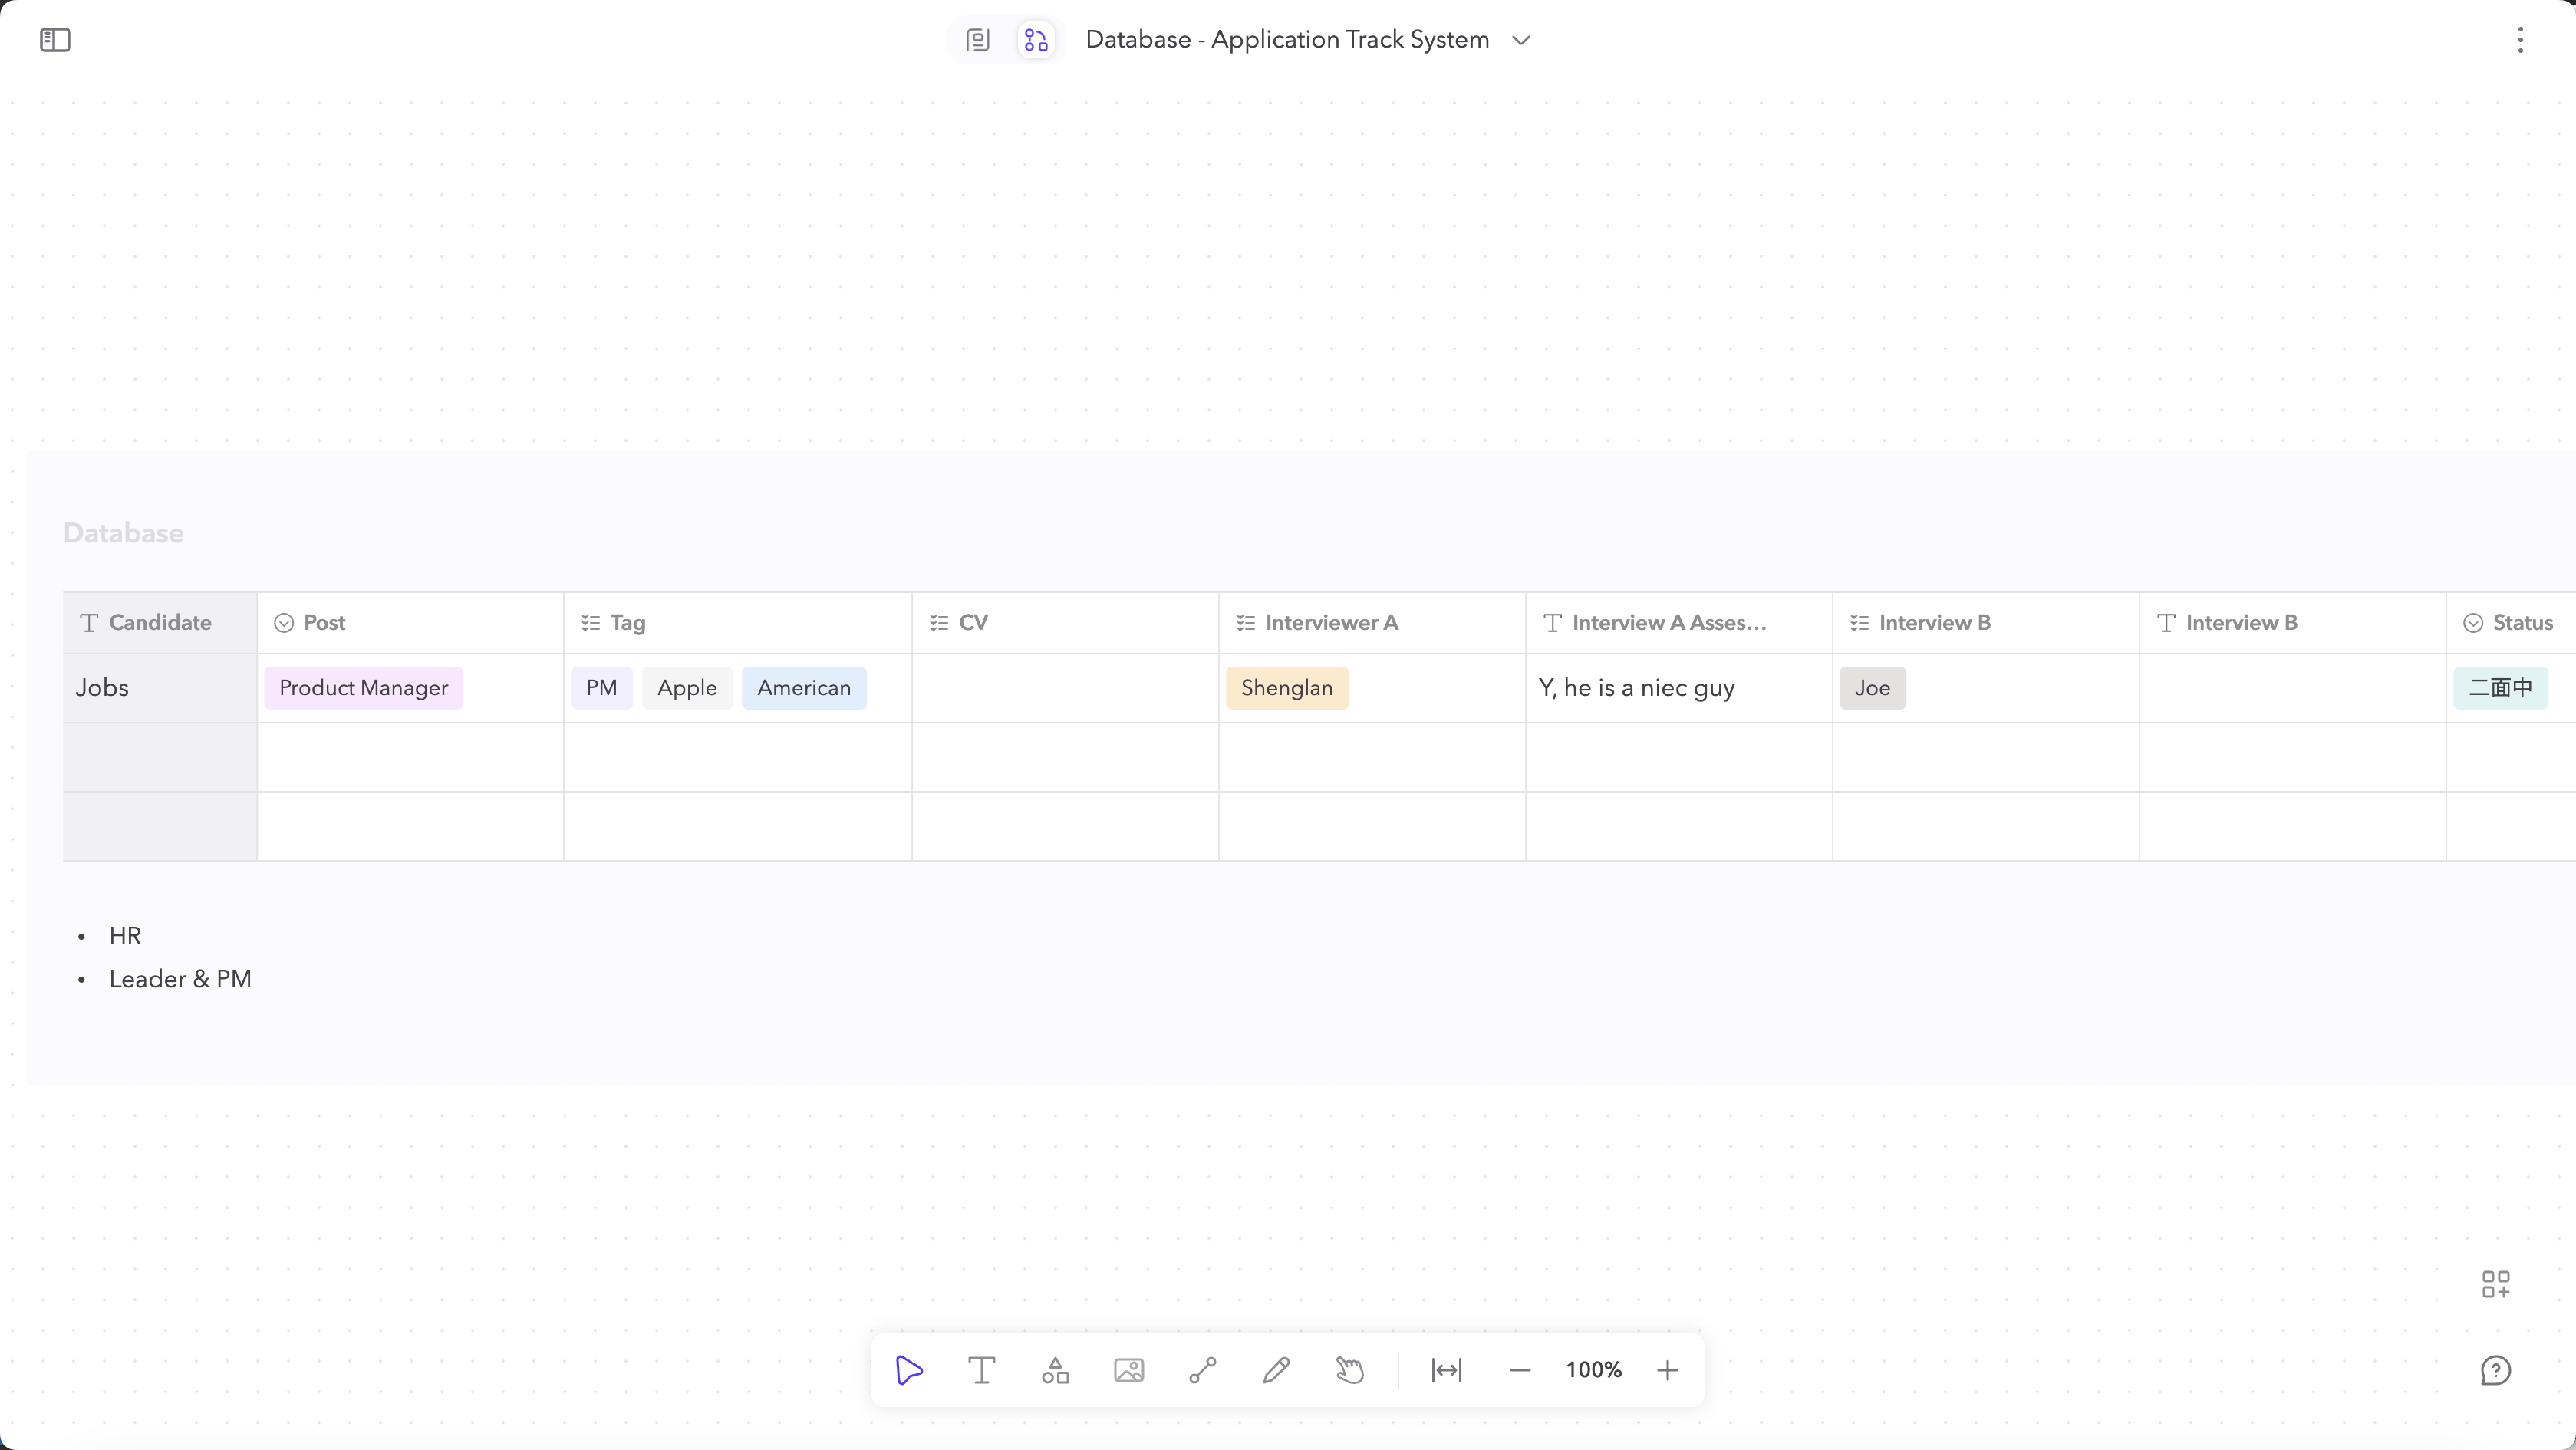 Database - Application Track System
Database
Candidate Post Tag CV Interviewer A Interview A Asses... Interview B Interview B Status
Jobs Product Manager PM Apple American Shenglan Y, he is a niec guy Joe 二面中
• HR
• Leader & PM
100%